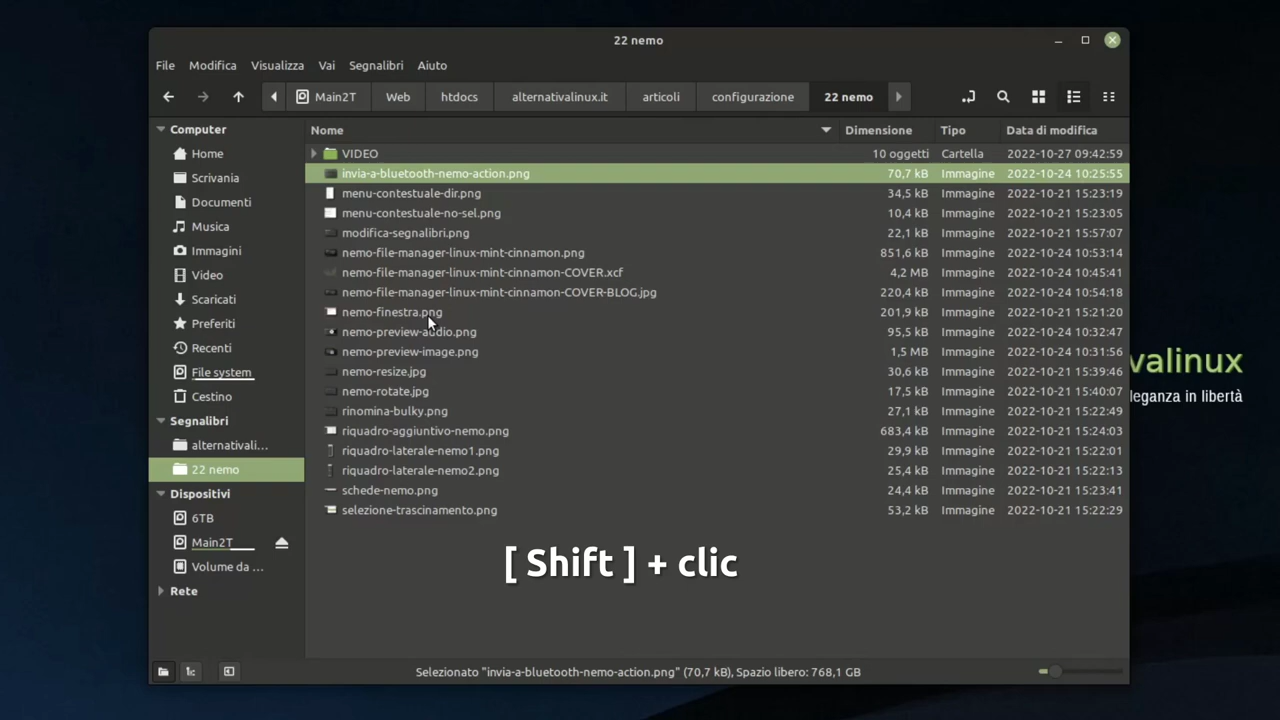 22 nemo
File Modifica Visualizza Vai Segnalibri Aiuto
Main2T Web htdocs alternativalinux.it articoli configurazione 22 nemo
Computer
Home
Scrivania
Documenti
Musica
Immagini
Video
Scaricati
Preferiti
Recenti
File system
Cestino
Segnalibri
alternativali...
22 nemo
Dispositivi
6TB
Main2T
Volume da ...
Rete
Nome Dimensione Tipo Data di modifica
VIDEO 10 oggetti Cartella 2022-10-27 09:42:59
invia-a-bluetooth-nemo-action.png 70,7 kB Immagine 2022-10-24 10:25:55
menu-contestuale-dir.png 34,5 kB Immagine 2022-10-21 15:23:19
menu-contestuale-no-sel.png 10,4 kB Immagine 2022-10-21 15:23:05
modifica-segnalibri.png 22,1 kB Immagine 2022-10-21 15:57:07
nemo-file-manager-linux-mint-cinnamon.png 851,6 kB Immagine 2022-10-24 10:53:14
nemo-file-manager-linux-mint-cinnamon-COVER.xcf 4,2 MB Immagine 2022-10-24 10:45:41
nemo-file-manager-linux-mint-cinnamon-COVER-BLOG.jpg 220,4 kB Immagine 2022-10-24 10:54:18
nemo-finestra.png 201,9 kB Immagine 2022-10-21 15:21:20
nemo-preview-audio.png 95,5 kB Immagine 2022-10-24 10:32:47
nemo-preview-image.png 1,5 MB Immagine 2022-10-24 10:31:56
nemo-resize.jpg 30,6 kB Immagine 2022-10-21 15:39:46
nemo-rotate.jpg 17,5 kB Immagine 2022-10-21 15:40:07
rinomina-bulky.png 27,1 kB Immagine 2022-10-21 15:22:49
riquadro-aggiuntivo-nemo.png 683,4 kB Immagine 2022-10-21 15:24:03
riquadro-laterale-nemo1.png 29,9 kB Immagine 2022-10-21 15:22:01
riquadro-laterale-nemo2.png 25,4 kB Immagine 2022-10-21 15:22:13
schede-nemo.png 24,4 kB Immagine 2022-10-21 15:23:41
selezione-trascinamento.png 53,2 kB Immagine 2022-10-21 15:22:29
[ Shift ] + clic
Selezionato "invia-a-bluetooth-nemo-action.png" (70,7 kB), Spazio libero: 768,1 GB
valinux
leganza in libertà